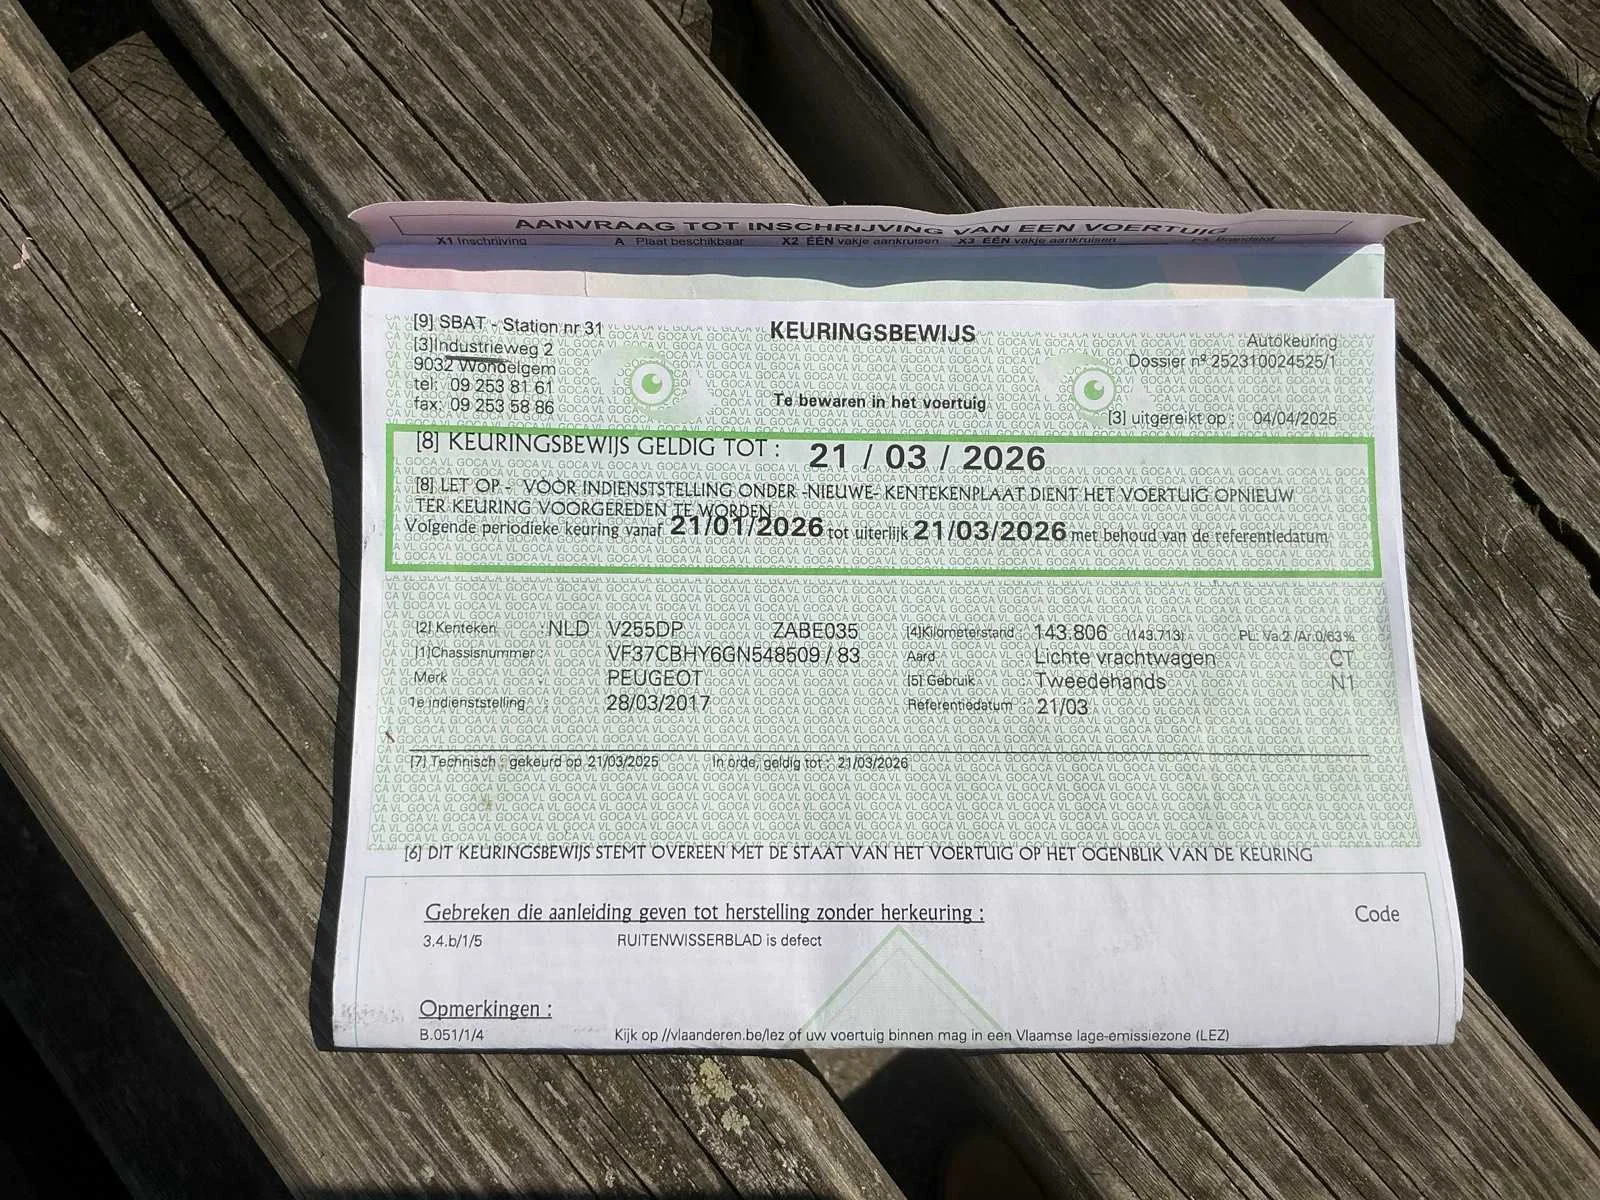 AANVRAAG TOT INSCHRIJVING VAN EEN VOERTUIG
X1 Inschrijving A Plaat beschikbaar X2 ÉÉN vakje aankruisen X3 ÉÉN vakje aankruisen
[9] SBAT - Station nr 31
[3] Industrieweg 2
9032 Wondelgem
tel: 09 253 81 61
fax: 09 253 58 86
KEURINGSBEWIJS
Te bewaren in het voertuig
Autokeuring
Dossier nº 252310024525/1
[3] uitgereikt op : 04/04/2025
[8] KEURINGSBEWIJS GELDIG TOT : 21 / 03 / 2026
[8] LET OP - VOOR INDIENSTSTELLING ONDER -NIEUWE- KENTEKENPLAAT DIENT HET VOERTUIG OPNIEUW
TER KEURING VOORGEREDEN TE WORDEN
Volgende periodieke keuring vanaf 21/01/2026 tot uiterlijk 21/03/2026 met behoud van de referentiedatum
[2] Kenteken : NLD V255DP ZABE035 [4] Kilometerstand : 143.806 (143.713) PL: Va.2 /Ar.0/63%
[1] Chassisnummer : VF37CBHY6GN548509 / 83 Aard : Lichte vrachtwagen CT
Merk : PEUGEOT [5] Gebruik : Tweedehands N1
1e indienststelling : 28/03/2017 Referentiedatum : 21/03
[7] Technisch : gekeurd op 21/03/2025 In orde, geldig tot : 21/03/2026
[6] DIT KEURINGSBEWIJS STEMT OVEREEN MET DE STAAT VAN HET VOERTUIG OP HET OGENBLIK VAN DE KEURING
Gebreken die aanleiding geven tot herstelling zonder herkeuring : Code
3.4.b/1/5 RUITENWISSERBLAD is defect
Opmerkingen :
B.051/1/4 Kijk op //vlaanderen.be/lez of uw voertuig binnen mag in een Vlaamse lage-emissiezone (LEZ)